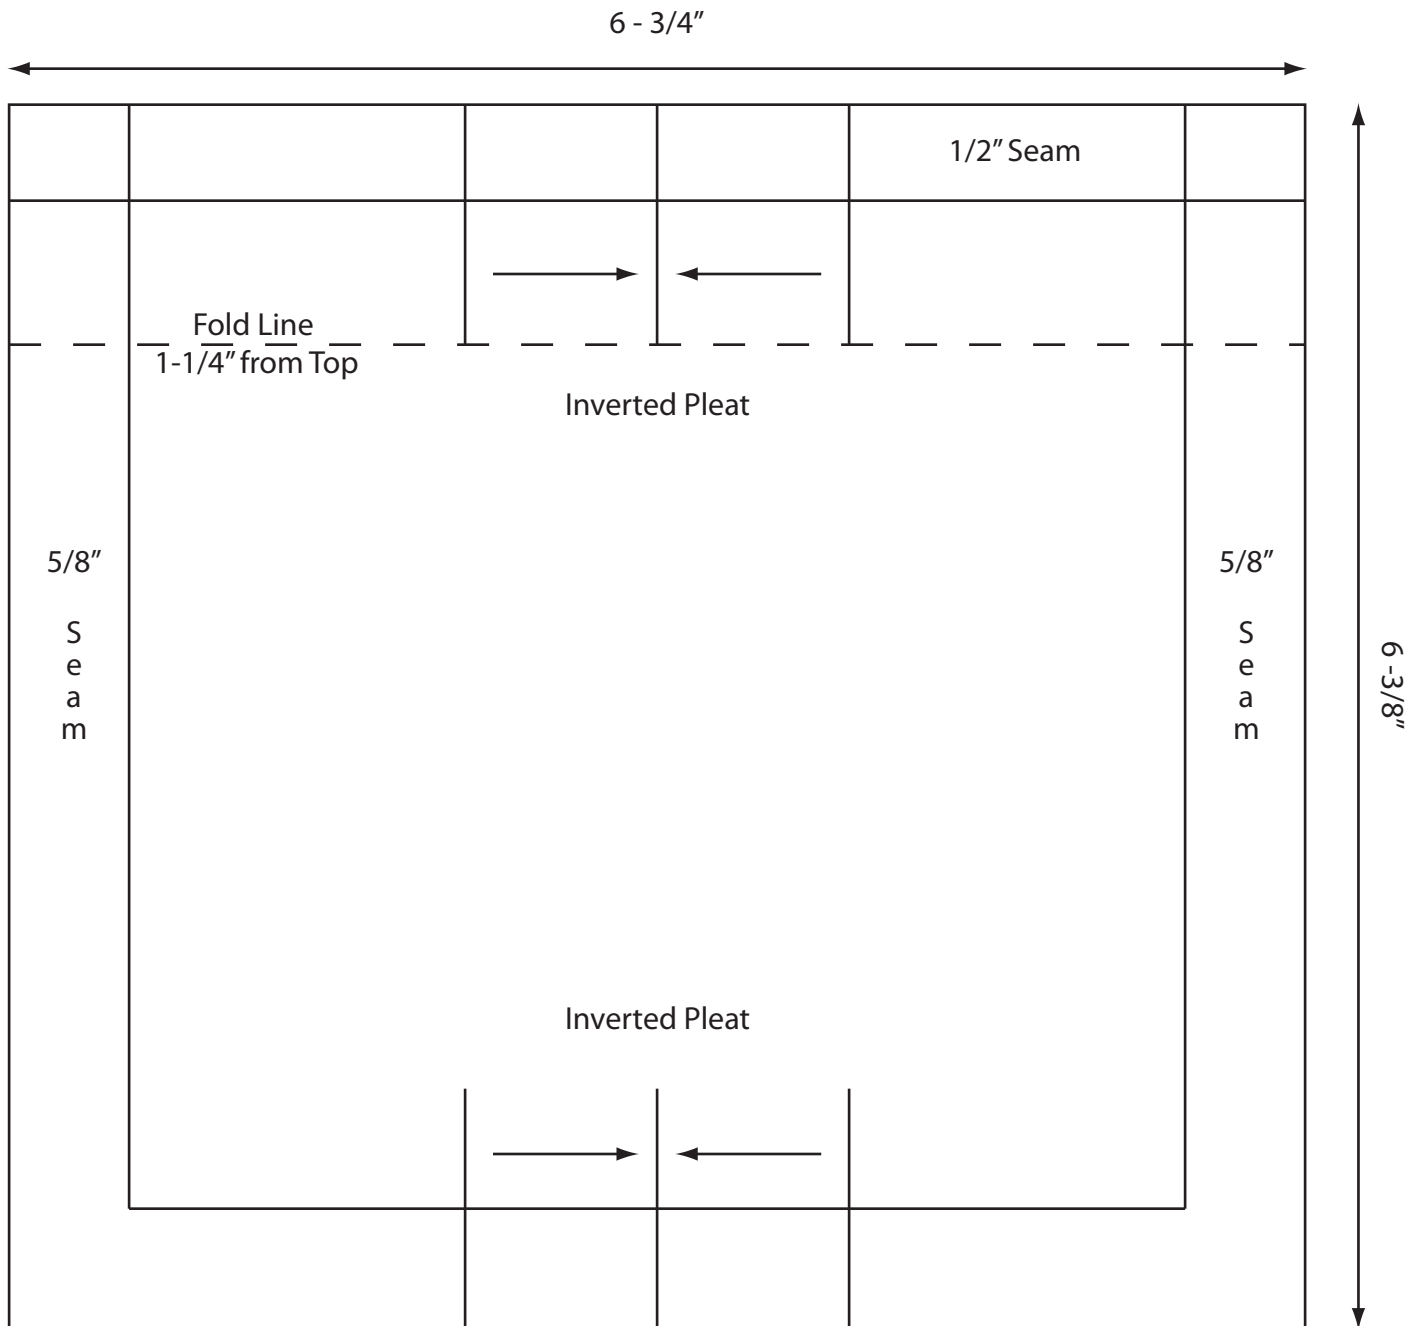 6 - 3/4”
1/2” Seam
Fold Line
1-1/4” from Top
Inverted Pleat
5/8”
S
e
a
m
5/8”
S
e
a
m
6 -3/8”
Inverted Pleat